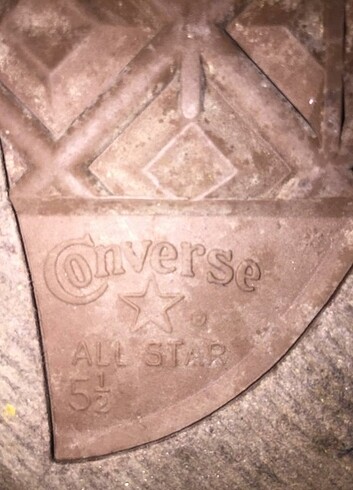 Converse
®
ALL STAR
5½